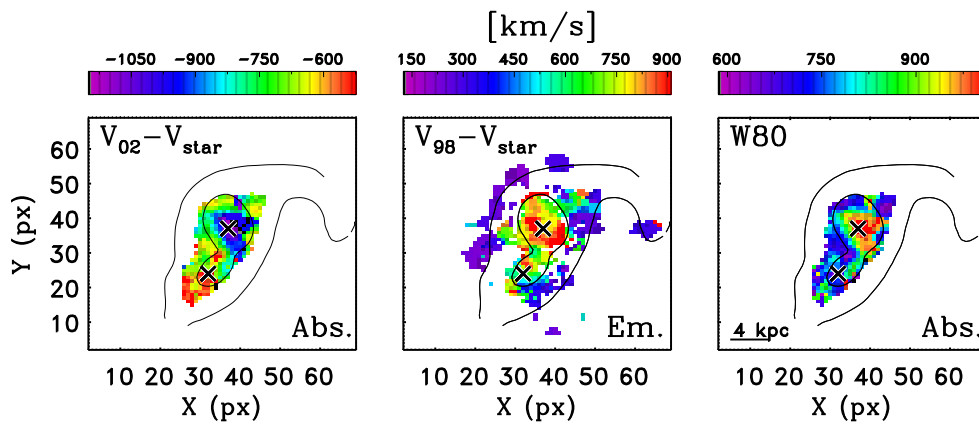 [km/s]
-1050 -900 -750 -600
150 300 450 600 750 900
600 750 900
V02-Vstar
V98-Vstar
W80
60
50
40
30
20
10
Y (px)
Abs.
Em.
4 kpc
Abs.
10 20 30 40 50 60
10 20 30 40 50 60
10 20 30 40 50 60
X (px)
X (px)
X (px)